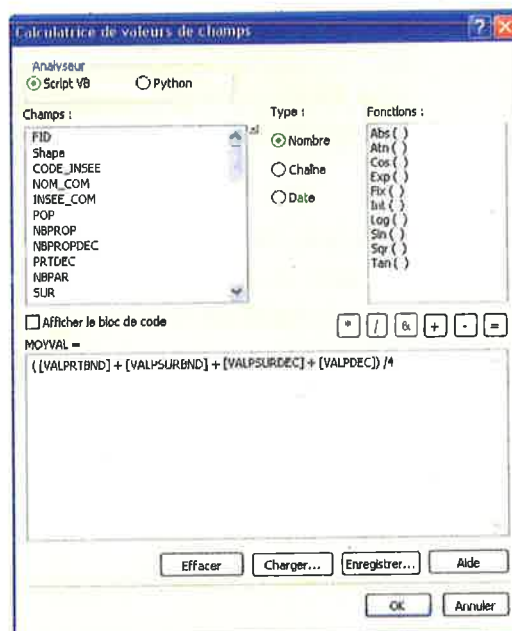 Calculatrice de valeurs de champs
Analyseur
Script VB
Python
Champs :
Type :
Fonctions :
FID
Shape
CODE_INSEE
NOM_COM
INSEE_COM
POP
NBPROP
NBPROPDEC
PRTDEC
NBPAR
SUR
Nombre
Chaîne
Date
Abs ( )
Atn ( )
Cos ( )
Exp ( )
Fix ( )
Int ( )
Log ( )
Sin ( )
Sqr ( )
Tan ( )
Afficher le bloc de code
* / & + - =
MOYVAL =
([VALPRTBND] + [VALPSURBND] + [VALPSURDEC] + [VALPDEC]) /4
Effacer
Charger...
Enregistrer...
Aide
OK
Annuler